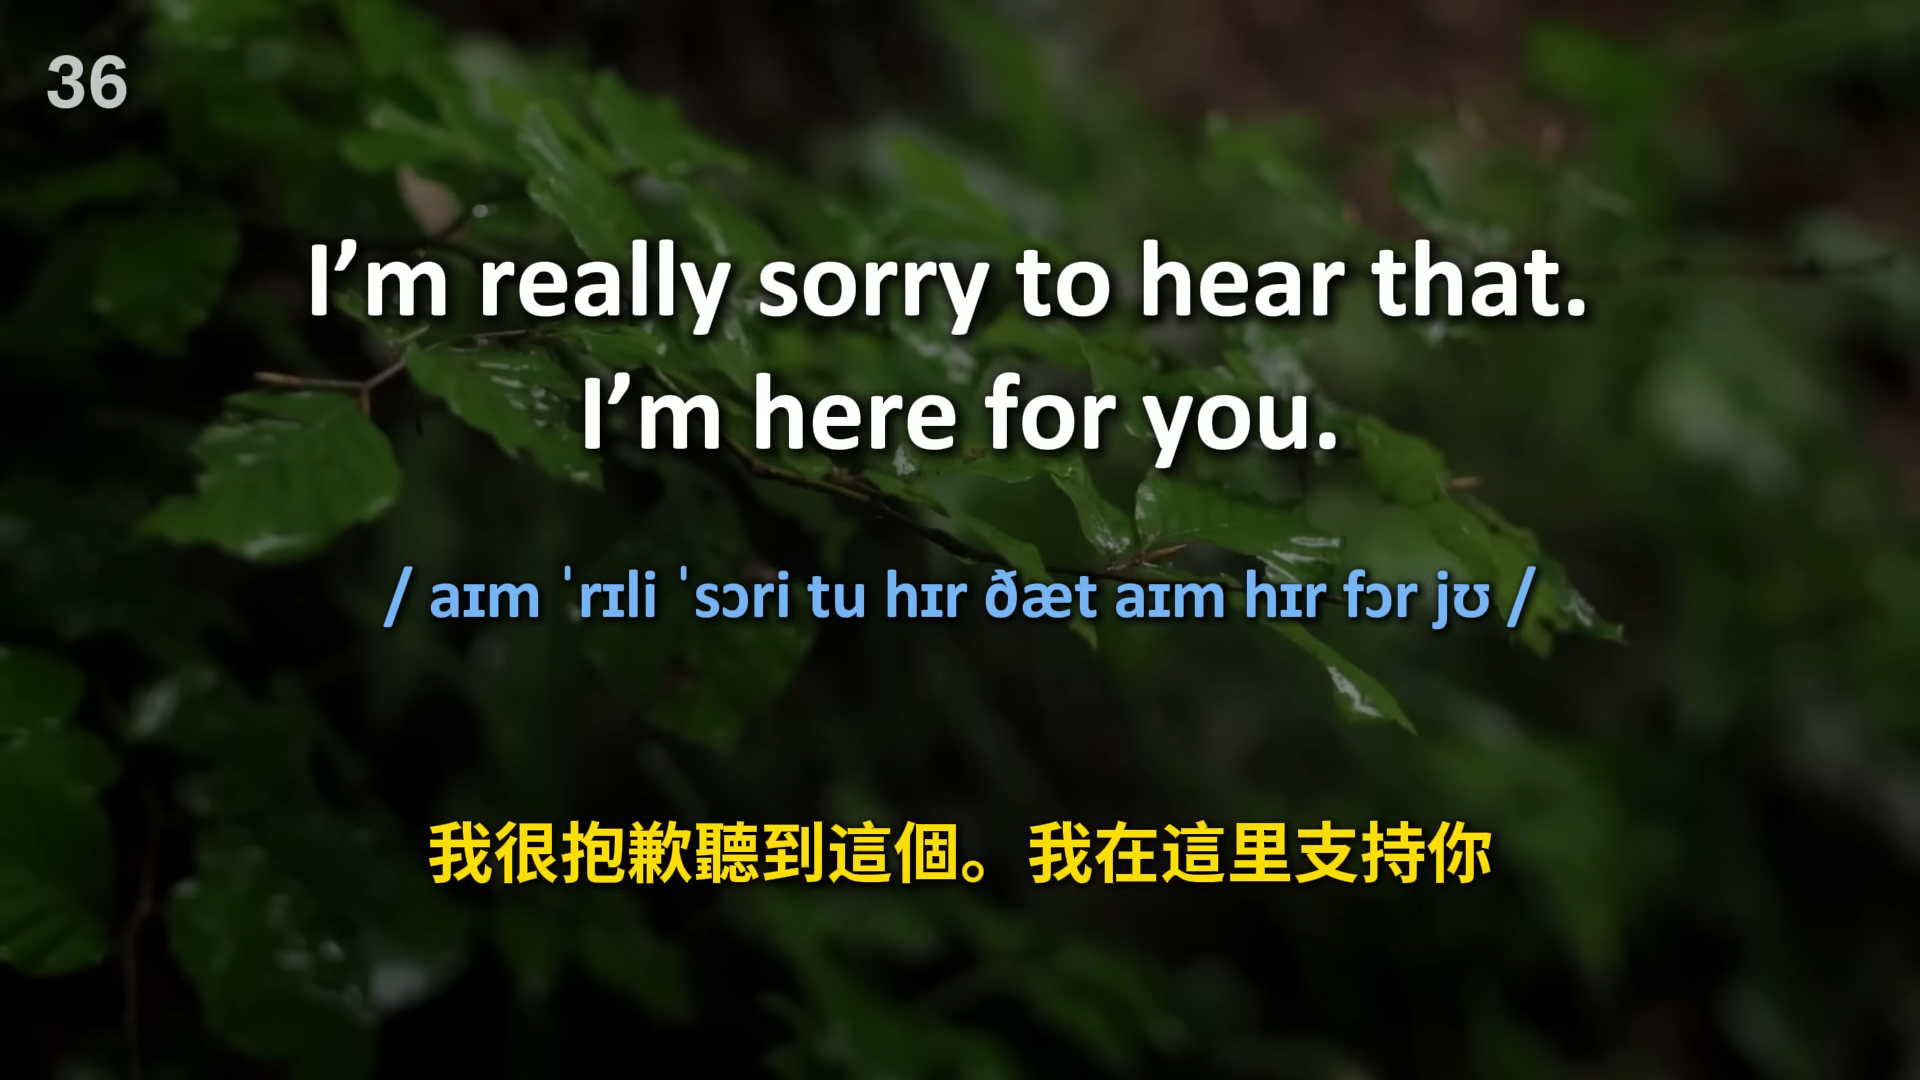 36
I’m really sorry to hear that.
I’m here for you.
/ aɪm ˈrɪli ˈsɔri tu hɪr ðæt aɪm hɪr fɔr jʊ /
我很抱歉聽到這個。我在這里支持你